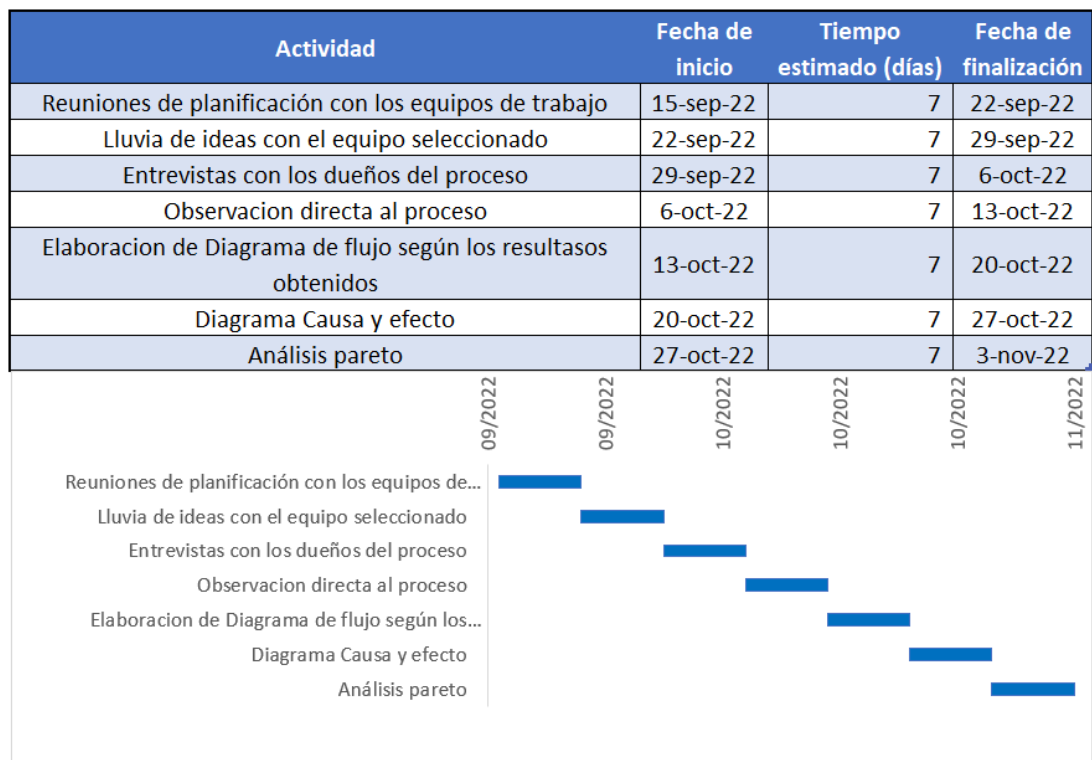 Actividad
Fecha de inicio
Tiempo estimado (días)
Fecha de finalización
Reuniones de planificación con los equipos de trabajo 15-sep-22 7 22-sep-22
Lluvia de ideas con el equipo seleccionado 22-sep-22 7 29-sep-22
Entrevistas con los dueños del proceso 29-sep-22 7 6-oct-22
Observacion directa al proceso 6-oct-22 7 13-oct-22
Elaboracion de Diagrama de flujo según los resultasos
obtenidos 13-oct-22 7 20-oct-22
Diagrama Causa y efecto 20-oct-22 7 27-oct-22
Análisis pareto 27-oct-22 7 3-nov-22
09/2022 09/2022 10/2022 10/2022 10/2022 11/2022
Reuniones de planificación con los equipos de...
Lluvia de ideas con el equipo seleccionado
Entrevistas con los dueños del proceso
Observacion directa al proceso
Elaboracion de Diagrama de flujo según los...
Diagrama Causa y efecto
Análisis pareto